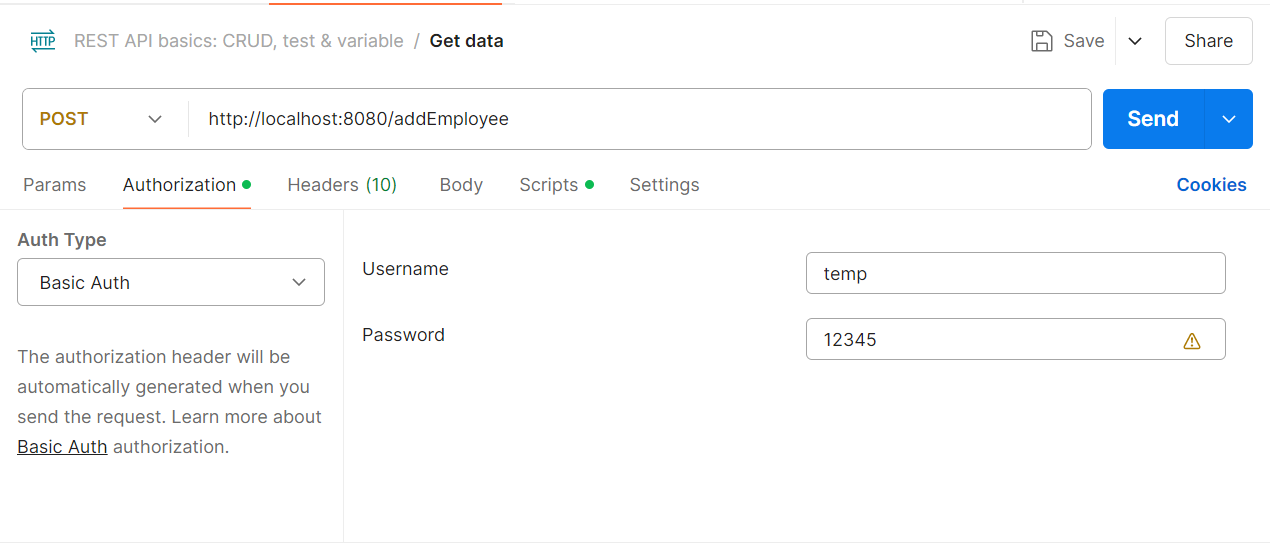 HTTP REST API basics: CRUD, test & variable / Get data Save Share
POST http://localhost:8080/addEmployee Send
Params Authorization Headers (10) Body Scripts Settings Cookies
Auth Type
Basic Auth
The authorization header will be
automatically generated when you
send the request. Learn more about
Basic Auth authorization.
Username temp
Password 12345